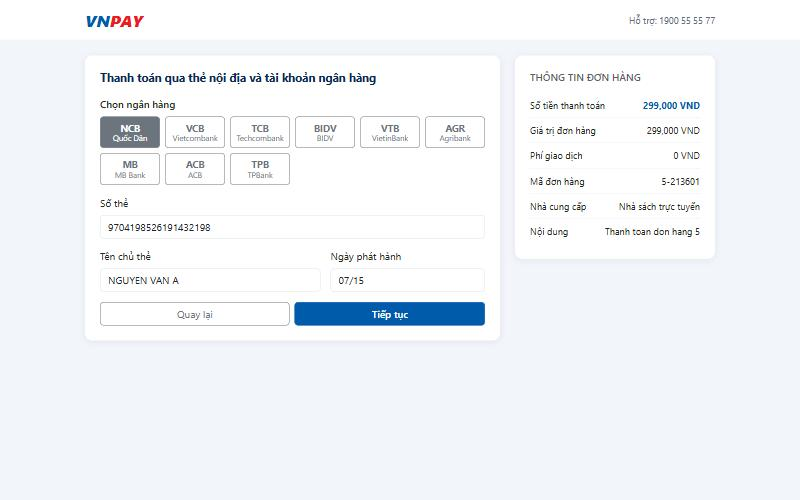 VNPAY
Hỗ trợ: 1900 55 55 77
Thanh toán qua thẻ nội địa và tài khoản ngân hàng
Chọn ngân hàng
NCB
Quốc Dân
VCB
Vietcombank
TCB
Techcombank
BIDV
BIDV
VTB
VietinBank
AGR
Agribank
MB
MB Bank
ACB
ACB
TPB
TPBank
Số thẻ
9704198526191432198
Tên chủ thẻ
Ngày phát hành
NGUYEN VAN A
07/15
Quay lại
Tiếp tục
THÔNG TIN ĐƠN HÀNG
Số tiền thanh toán 299,000 VND
Giá trị đơn hàng 299,000 VND
Phí giao dịch 0 VND
Mã đơn hàng 5-213601
Nhà cung cấp Nhà sách trực tuyến
Nội dung Thanh toan don hang 5